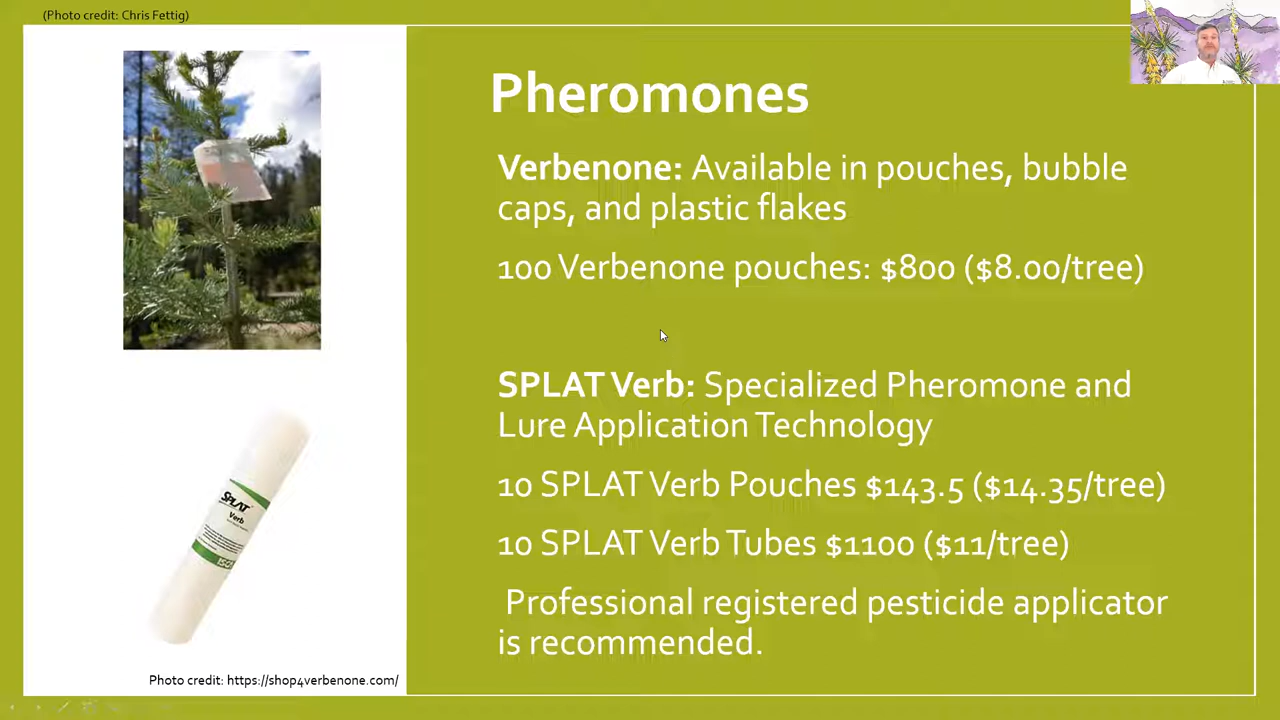 (Photo credit: Chris Fettig)
Pheromones
Verbenone: Available in pouches, bubble
caps, and plastic flakes
100 Verbenone pouches: $800 ($8.00/tree)
SPLAT Verb: Specialized Pheromone and
Lure Application Technology
10 SPLAT Verb Pouches $143.5 ($14.35/tree)
10 SPLAT Verb Tubes $1100 ($11/tree)
Professional registered pesticide applicator
is recommended.
SPLAT
Verb
Photo credit: https://shop4verbenone.com/